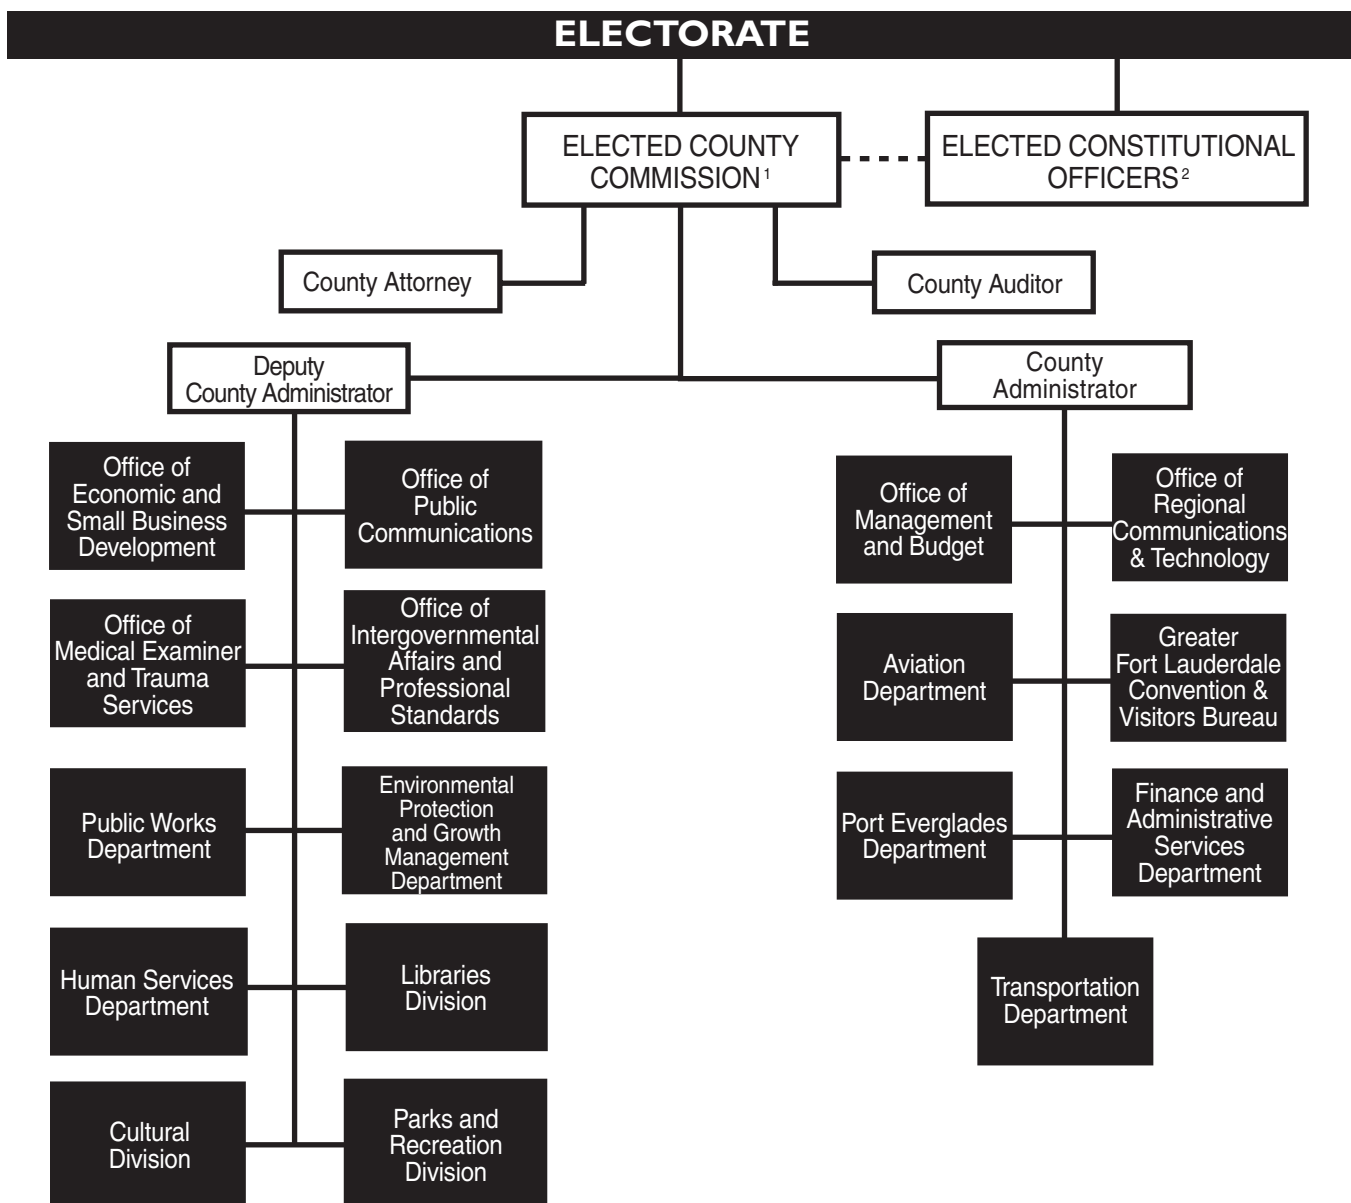 ELECTORATE
ELECTED COUNTY
COMMISSION¹
ELECTED CONSTITUTIONAL
OFFICERS²
County Attorney
County Auditor
Deputy
County Administrator
County
Administrator
Office of
Economic and
Small Business
Development
Office of
Public
Communications
Office of
Medical Examiner
and Trauma
Services
Office of
Intergovernmental
Affairs and
Professional
Standards
Public Works
Department
Environmental
Protection
and Growth
Management
Department
Human Services
Department
Libraries
Division
Cultural
Division
Parks and
Recreation
Division
Office of
Management
and Budget
Office of
Regional
Communications
& Technology
Aviation
Department
Greater
Fort Lauderdale
Convention &
Visitors Bureau
Port Everglades
Department
Finance and
Administrative
Services
Department
Transportation
Department